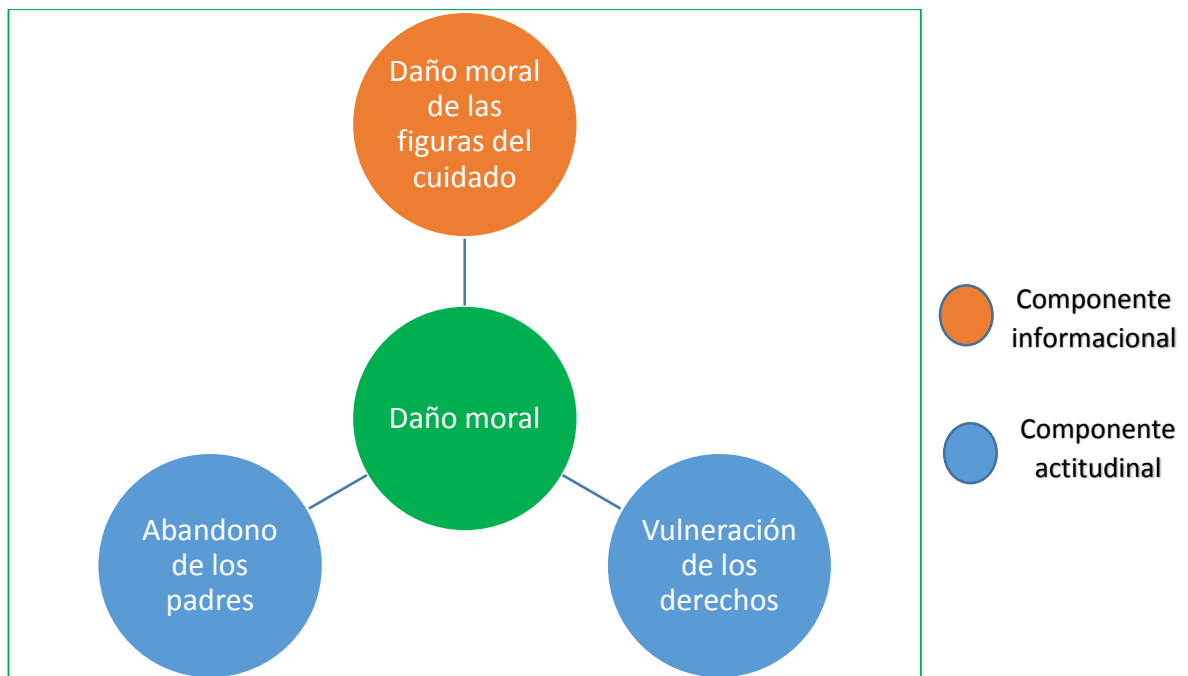 Daño moral
de las
figuras del
cuidado
Daño moral
Abandono
de los
padres
Vulneración
de los
derechos
Componente
informacional
Componente
actitudinal